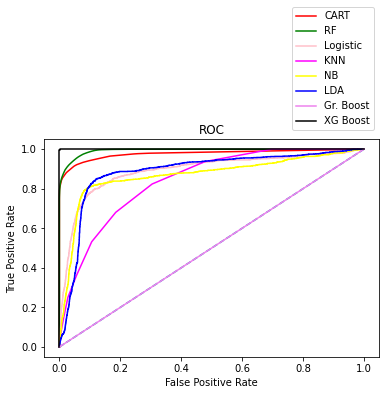 CART
RF
Logistic
KNN
NB
LDA
Gr. Boost
XG Boost
ROC
True Positive Rate
1.0
0.8
0.6
0.4
0.2
0.0
0.0 0.2 0.4 0.6 0.8 1.0
False Positive Rate